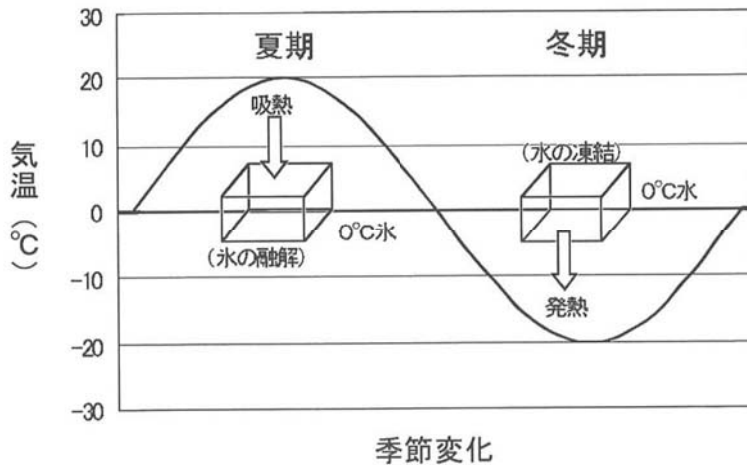 30
20
10
0
-10
-20
-30
気温（℃）
夏期
冬期
吸熱
0℃氷
(氷の融解)
(水の凍結)
0℃水
発熱
季節変化